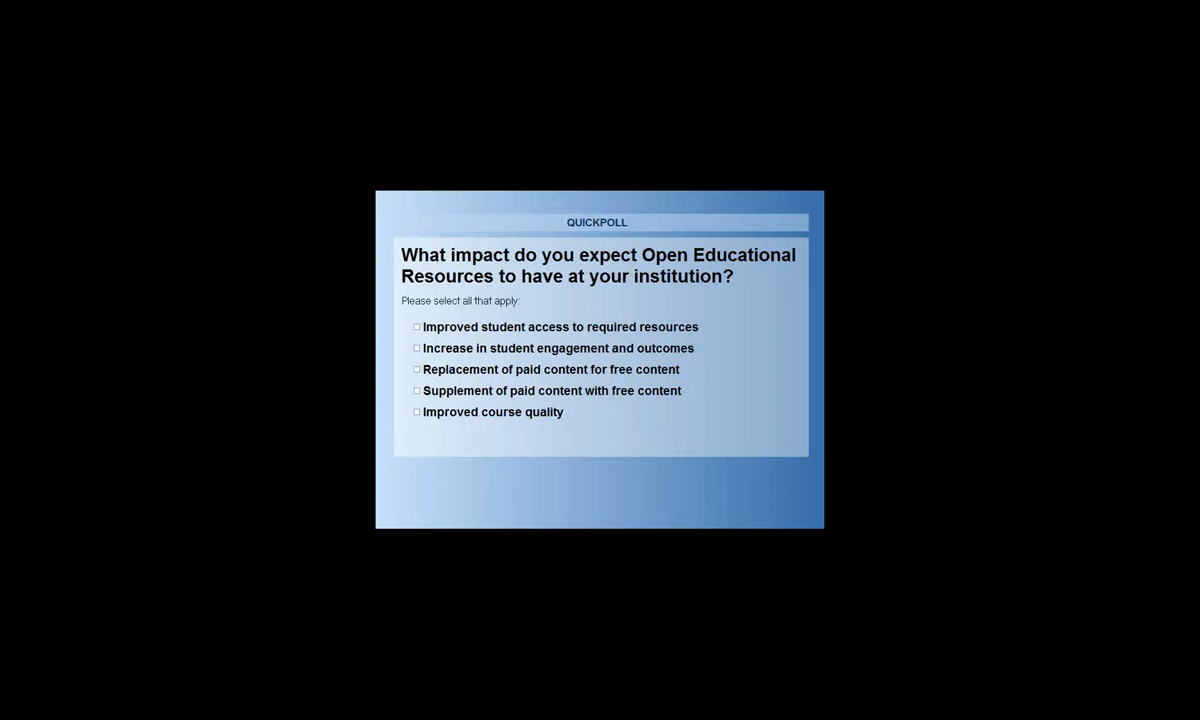 QUICKPOLL
What impact do you expect Open Educational
Resources to have at your institution?
Please select all that apply:
Improved student access to required resources
Increase in student engagement and outcomes
Replacement of paid content for free content
Supplement of paid content with free content
Improved course quality